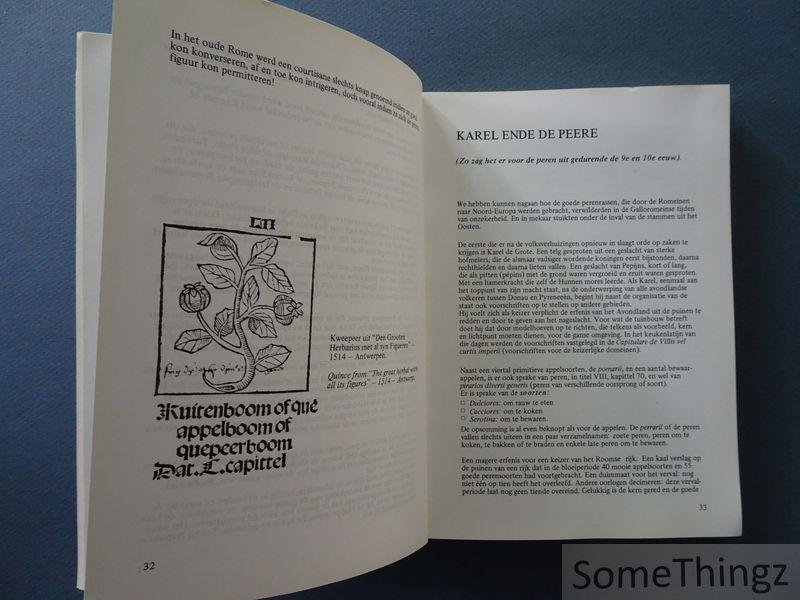 In het oude Rome werd een courtisane slechts knap genoemd indien ze goed
kon konverseren, af en toe kon intrigeren, doch vooral indien ze zich de peren-
figuur kon permitteren!
Kweepeer uit "Den Grooten
Herbarius met al syn Figueren" –
1514 – Antwerpen.
Quince from "The great herbal with
all its figures" – 1514 – Antwerp.
Kuitenboom of que
appelboom of
quepeerboom
Dat. L. capittel
32
KAREL ENDE DE PEERE
(Zo zag het er voor de peren uit gedurende de 9e en 10e eeuw).
We hebben kunnen nagaan hoe de goede perenrassen, die door de Romeinen
naar Noord-Europa werden gebracht, verwilderden in de Galloromeinse tijden
van onzekerheid. En in mekaar stuikten onder de inval van de stammen uit het
Oosten.
De eerste die er na de volksverhuizingen opnieuw in slaagt orde op zaken te
krijgen is Karel de Grote. Een telg gesproten uit een geslacht van sterke
hofmeiers, die de alsmaar vadsiger wordende koningen eerst bijstonden, daarna
rechthielden en daarna lieten vallen. Een geslacht van Pepijns, kort of lang,
die als pitten (pépins) met de grond waren vergroeid en eruit waren gesproten.
Met een hamerkracht die zelf de Hunnen mores leerde. Als Karel, eenmaal aan
het toppunt van zijn macht staat, na de onderwerping van alle avondlandse
volkeren tussen Donau en Pyreneeën, begint hij naast de organisatie van de
staat ook voorschriften op te stellen op andere gebieden.
Hij voelt zich als keizer verplicht de erfenis van het Avondland uit de puinen te
redden en door te geven aan het nageslacht. Voor wat de tuinbouw betreft
doet hij dat door modelhoeven op te richten, die telkens als voorbeeld, kern
en lichtpunt moeten dienen, voor de ganse omgeving. In het keukenlatijn van
die dagen werden de voorschriften vastgelegd in de Capitulare de Villis vel
curtis imperii (voorschriften voor de keizerlijke domeinen).
Naast een viertal primitieve appelsoorten, de pomarii, en een aantal bewaar-
appelen, is er ook sprake van peren, in titel VIII, kapittel 70, en wel van
pirarios diversi generis (peren van verschillende oorsprong of soort).
Er is sprake van de soorten:
□ Dulciores: om rauw te eten
□ Cacciores: om te koken
□ Serotina: om te bewaren.
De opsomming is al even beknopt als voor de appelen. De perrarii of de peren
vallen slechts uiteen in een paar verzamelnamen: zoete peren, peren om te
koken, te bakken of te braden en enkele late peren om te bewaren.
Een magere erfenis voor een keizer van het Roomse rijk. Een kaal verslag op
de puinen van een rijk dat in de bloeiperiode 40 mooie appelsoorten en 55
goede perensoorten had voortgebracht. Een duimmaat voor het verval: nog
niet één op tien heeft het overleefd. Andere oorlogen decimeren: deze verval-
periode laat nog geen tiende overeind. Gelukkig is de kern gered en de goede
33
SomeThingz